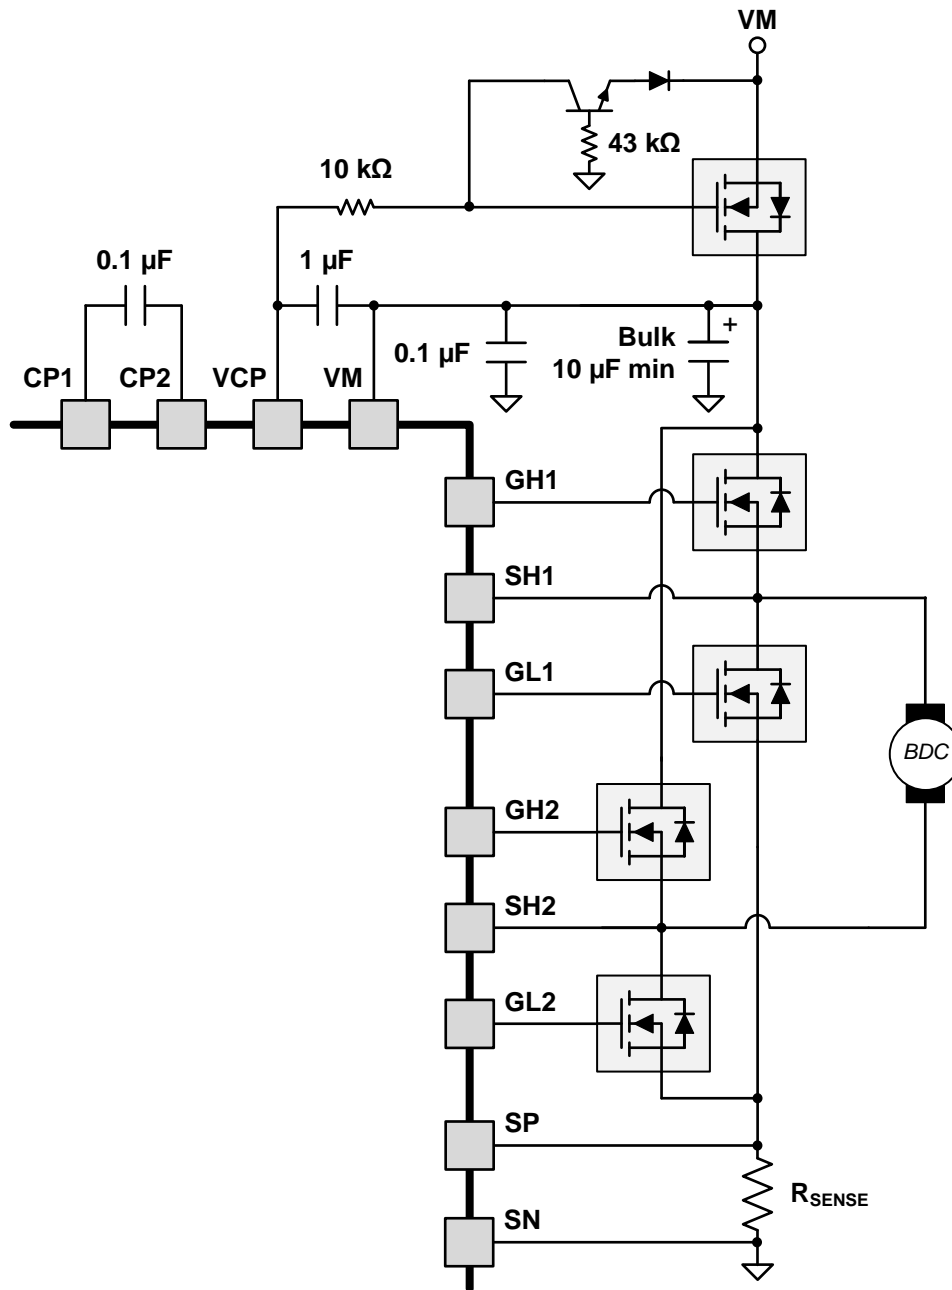 VM
43 kΩ
10 kΩ
0.1 µF
1 µF
+
Bulk
10 µF min
0.1 µF
CP1
CP2
VCP
VM
GH1
SH1
GL1
BDC
GH2
SH2
GL2
SP
RSENSE
SN